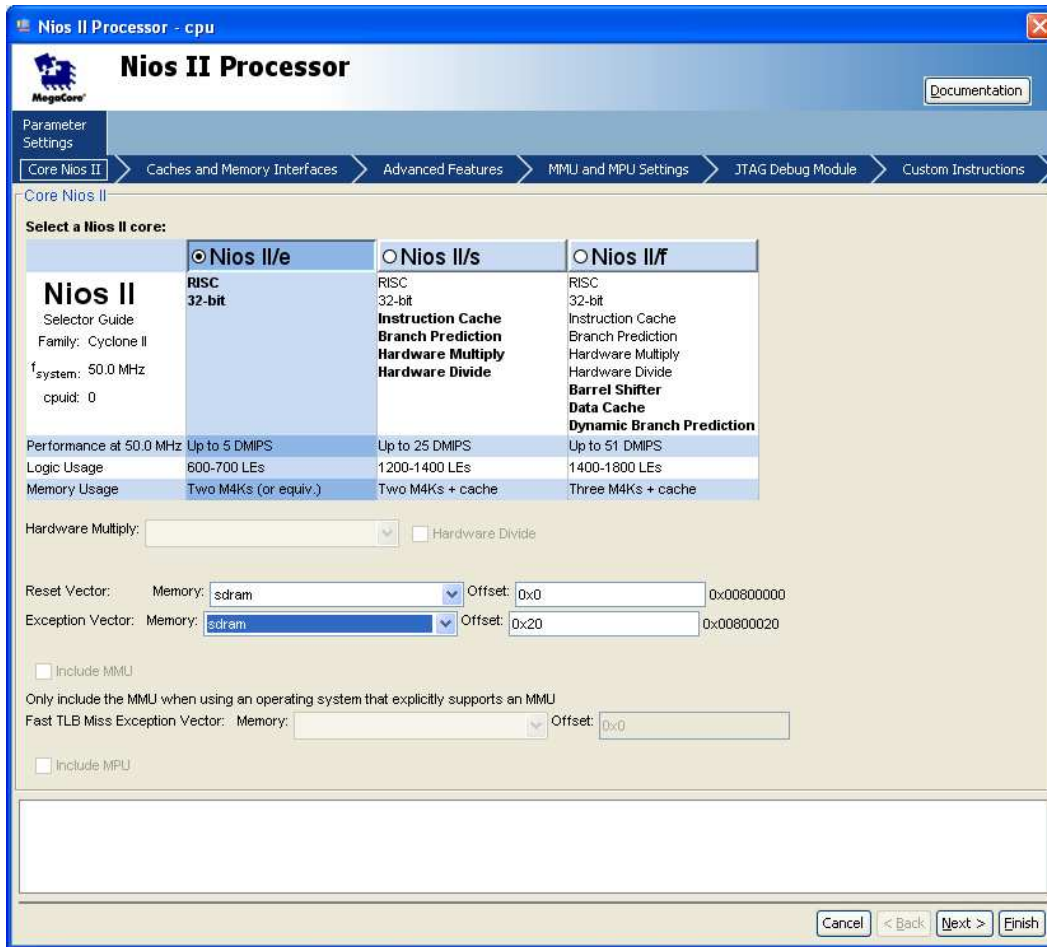 Nios II Processor - cpu
MegaCore®
Nios II Processor
Documentation
Parameter
Settings
Core Nios II
Caches and Memory Interfaces
Advanced Features
MMU and MPU Settings
JTAG Debug Module
Custom Instructions
Core Nios II
Select a Nios II core:
Nios II/e Nios II/s Nios II/f
Nios II
Selector Guide
Family: Cyclone II
fsystem: 50.0 MHz
cpuid: 0
RISC
32-bit
RISC
32-bit
Instruction Cache
Branch Prediction
Hardware Multiply
Hardware Divide
RISC
32-bit
Instruction Cache
Branch Prediction
Hardware Multiply
Hardware Divide
Barrel Shifter
Data Cache
Dynamic Branch Prediction
Performance at 50.0 MHz Up to 5 DMIPS Up to 25 DMIPS Up to 51 DMIPS
Logic Usage 600-700 LEs 1200-1400 LEs 1400-1800 LEs
Memory Usage Two M4Ks (or equiv.) Two M4Ks + cache Three M4Ks + cache
Hardware Multiply: Hardware Divide
Reset Vector: Memory: sdram Offset: 0x0 0x00800000
Exception Vector: Memory: sdram Offset: 0x20 0x00800020
Include MMU
Only include the MMU when using an operating system that explicitly supports an MMU
Fast TLB Miss Exception Vector: Memory: Offset: 0x0
Include MPU
Cancel < Back Next > Finish